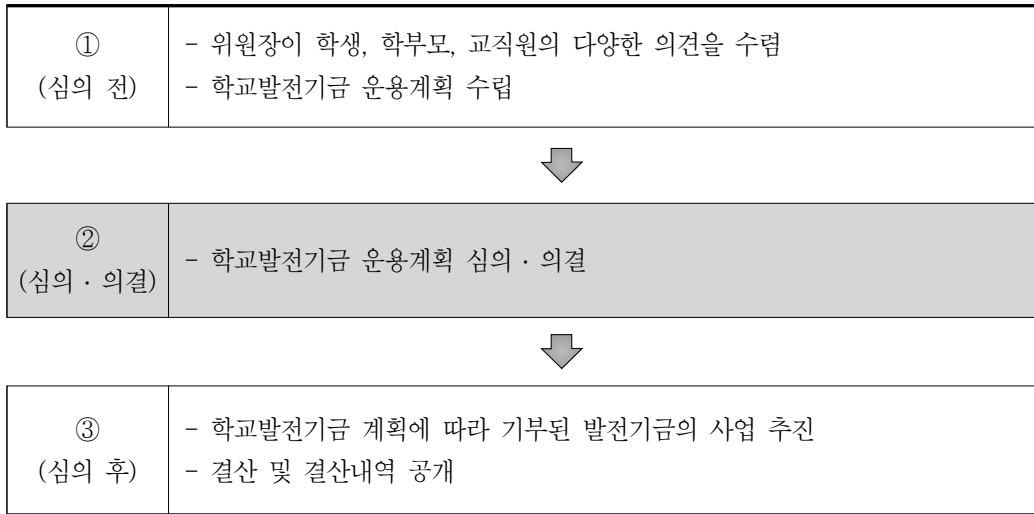 ①
(심의 전)
- 위원장이 학생, 학부모, 교직원의 다양한 의견을 수렴
- 학교발전기금 운용계획 수립
②
(심의 · 의결)
- 학교발전기금 운용계획 심의 · 의결
③
(심의 후)
- 학교발전기금 계획에 따라 기부된 발전기금의 사업 추진
- 결산 및 결산내역 공개